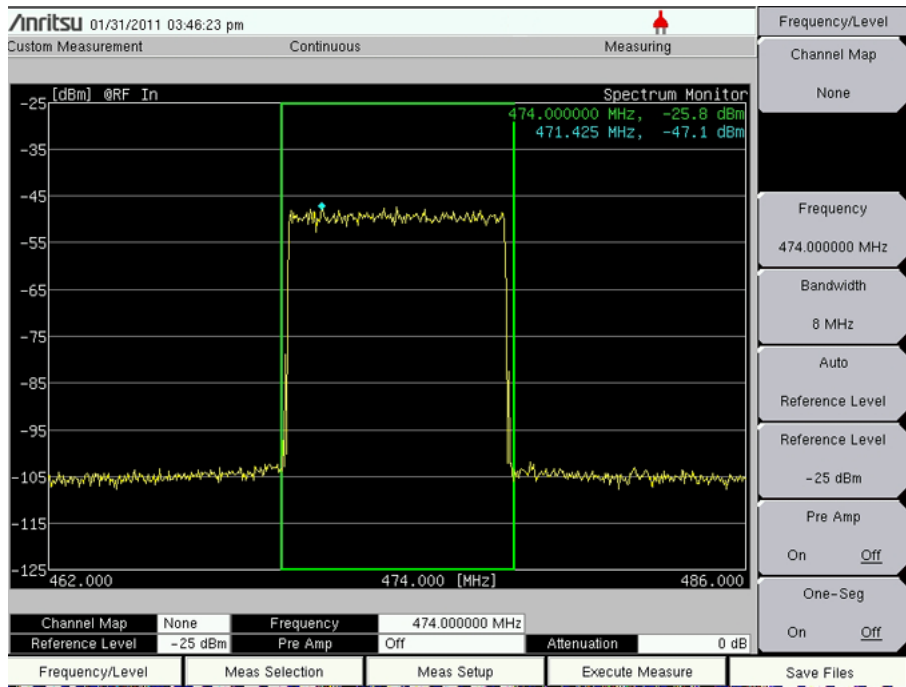 Anritsu 01/31/2011 03:46:23 pm
Custom Measurement Continuous Measuring
[dBm] @RF In Spectrum Monitor
474.000000 MHz, -25.8 dBm
471.425 MHz, -47.1 dBm
-25
-35
-45
-55
-65
-75
-85
-95
-105
-115
-125
462.000 474.000 [MHz] 486.000
Channel Map None Frequency 474.000000 MHz
Reference Level -25 dBm Pre Amp Off Attenuation 0 dB
Frequency/Level
Channel Map
None
Frequency
474.000000 MHz
Bandwidth
8 MHz
Auto
Reference Level
Reference Level
-25 dBm
Pre Amp
On Off
One-Seg
On Off
Frequency/Level Meas Selection Meas Setup Execute Measure Save Files